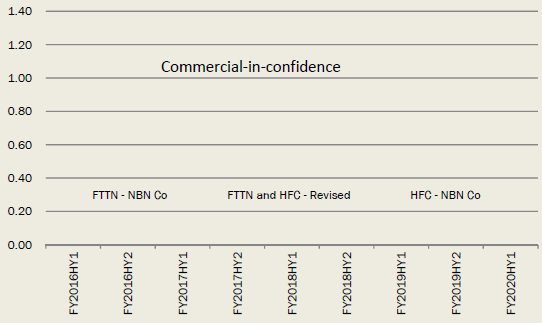 1.40
1.20
Commercial-in-confidence
1.00
0.80
0.60
0.40
FTTN - NBN Co FTTN and HFC - Revised HFC - NBN Co
0.20
0.00
FY2016HY1
FY2016HY2
FY2017HY1
FY2017HY2
FY2018HY1
FY2018HY2
FY2019HY1
FY2019HY2
FY2020HY1